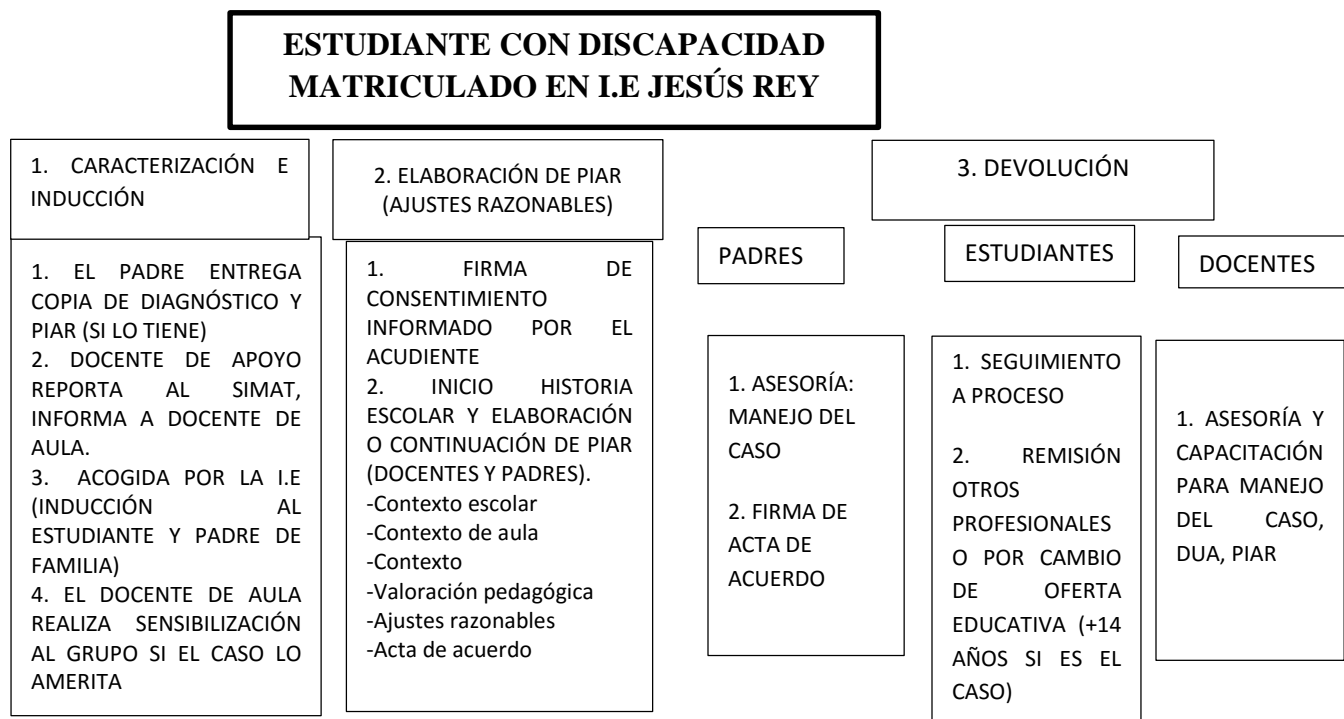 ESTUDIANTE CON DISCAPACIDAD
MATRICULADO EN I.E JESÚS REY
1. CARACTERIZACIÓN E
INDUCCIÓN
1. EL PADRE ENTREGA
COPIA DE DIAGNÓSTICO Y
PIAR (SI LO TIENE)
2. DOCENTE DE APOYO
REPORTA AL SIMAT,
INFORMA A DOCENTE DE
AULA.
3. ACOGIDA POR LA I.E
(INDUCCIÓN AL
ESTUDIANTE Y PADRE DE
FAMILIA)
4. EL DOCENTE DE AULA
REALIZA SENSIBILIZACIÓN
AL GRUPO SI EL CASO LO
AMERITA
2. ELABORACIÓN DE PIAR
(AJUSTES RAZONABLES)
1. FIRMA DE
CONSENTIMIENTO
INFORMADO POR EL
ACUDIENTE
2. INICIO HISTORIA
ESCOLAR Y ELABORACIÓN
O CONTINUACIÓN DE PIAR
(DOCENTES Y PADRES).
-Contexto escolar
-Contexto de aula
-Contexto
-Valoración pedagógica
-Ajustes razonables
-Acta de acuerdo
3. DEVOLUCIÓN
PADRES
1. ASESORÍA:
MANEJO DEL
CASO
2. FIRMA DE
ACTA DE
ACUERDO
ESTUDIANTES
1. SEGUIMIENTO
A PROCESO
2. REMISIÓN
OTROS
PROFESIONALES
O POR CAMBIO
DE OFERTA
EDUCATIVA (+14
AÑOS SI ES EL
CASO)
DOCENTES
1. ASESORÍA Y
CAPACITACIÓN
PARA MANEJO
DEL CASO,
DUA, PIAR